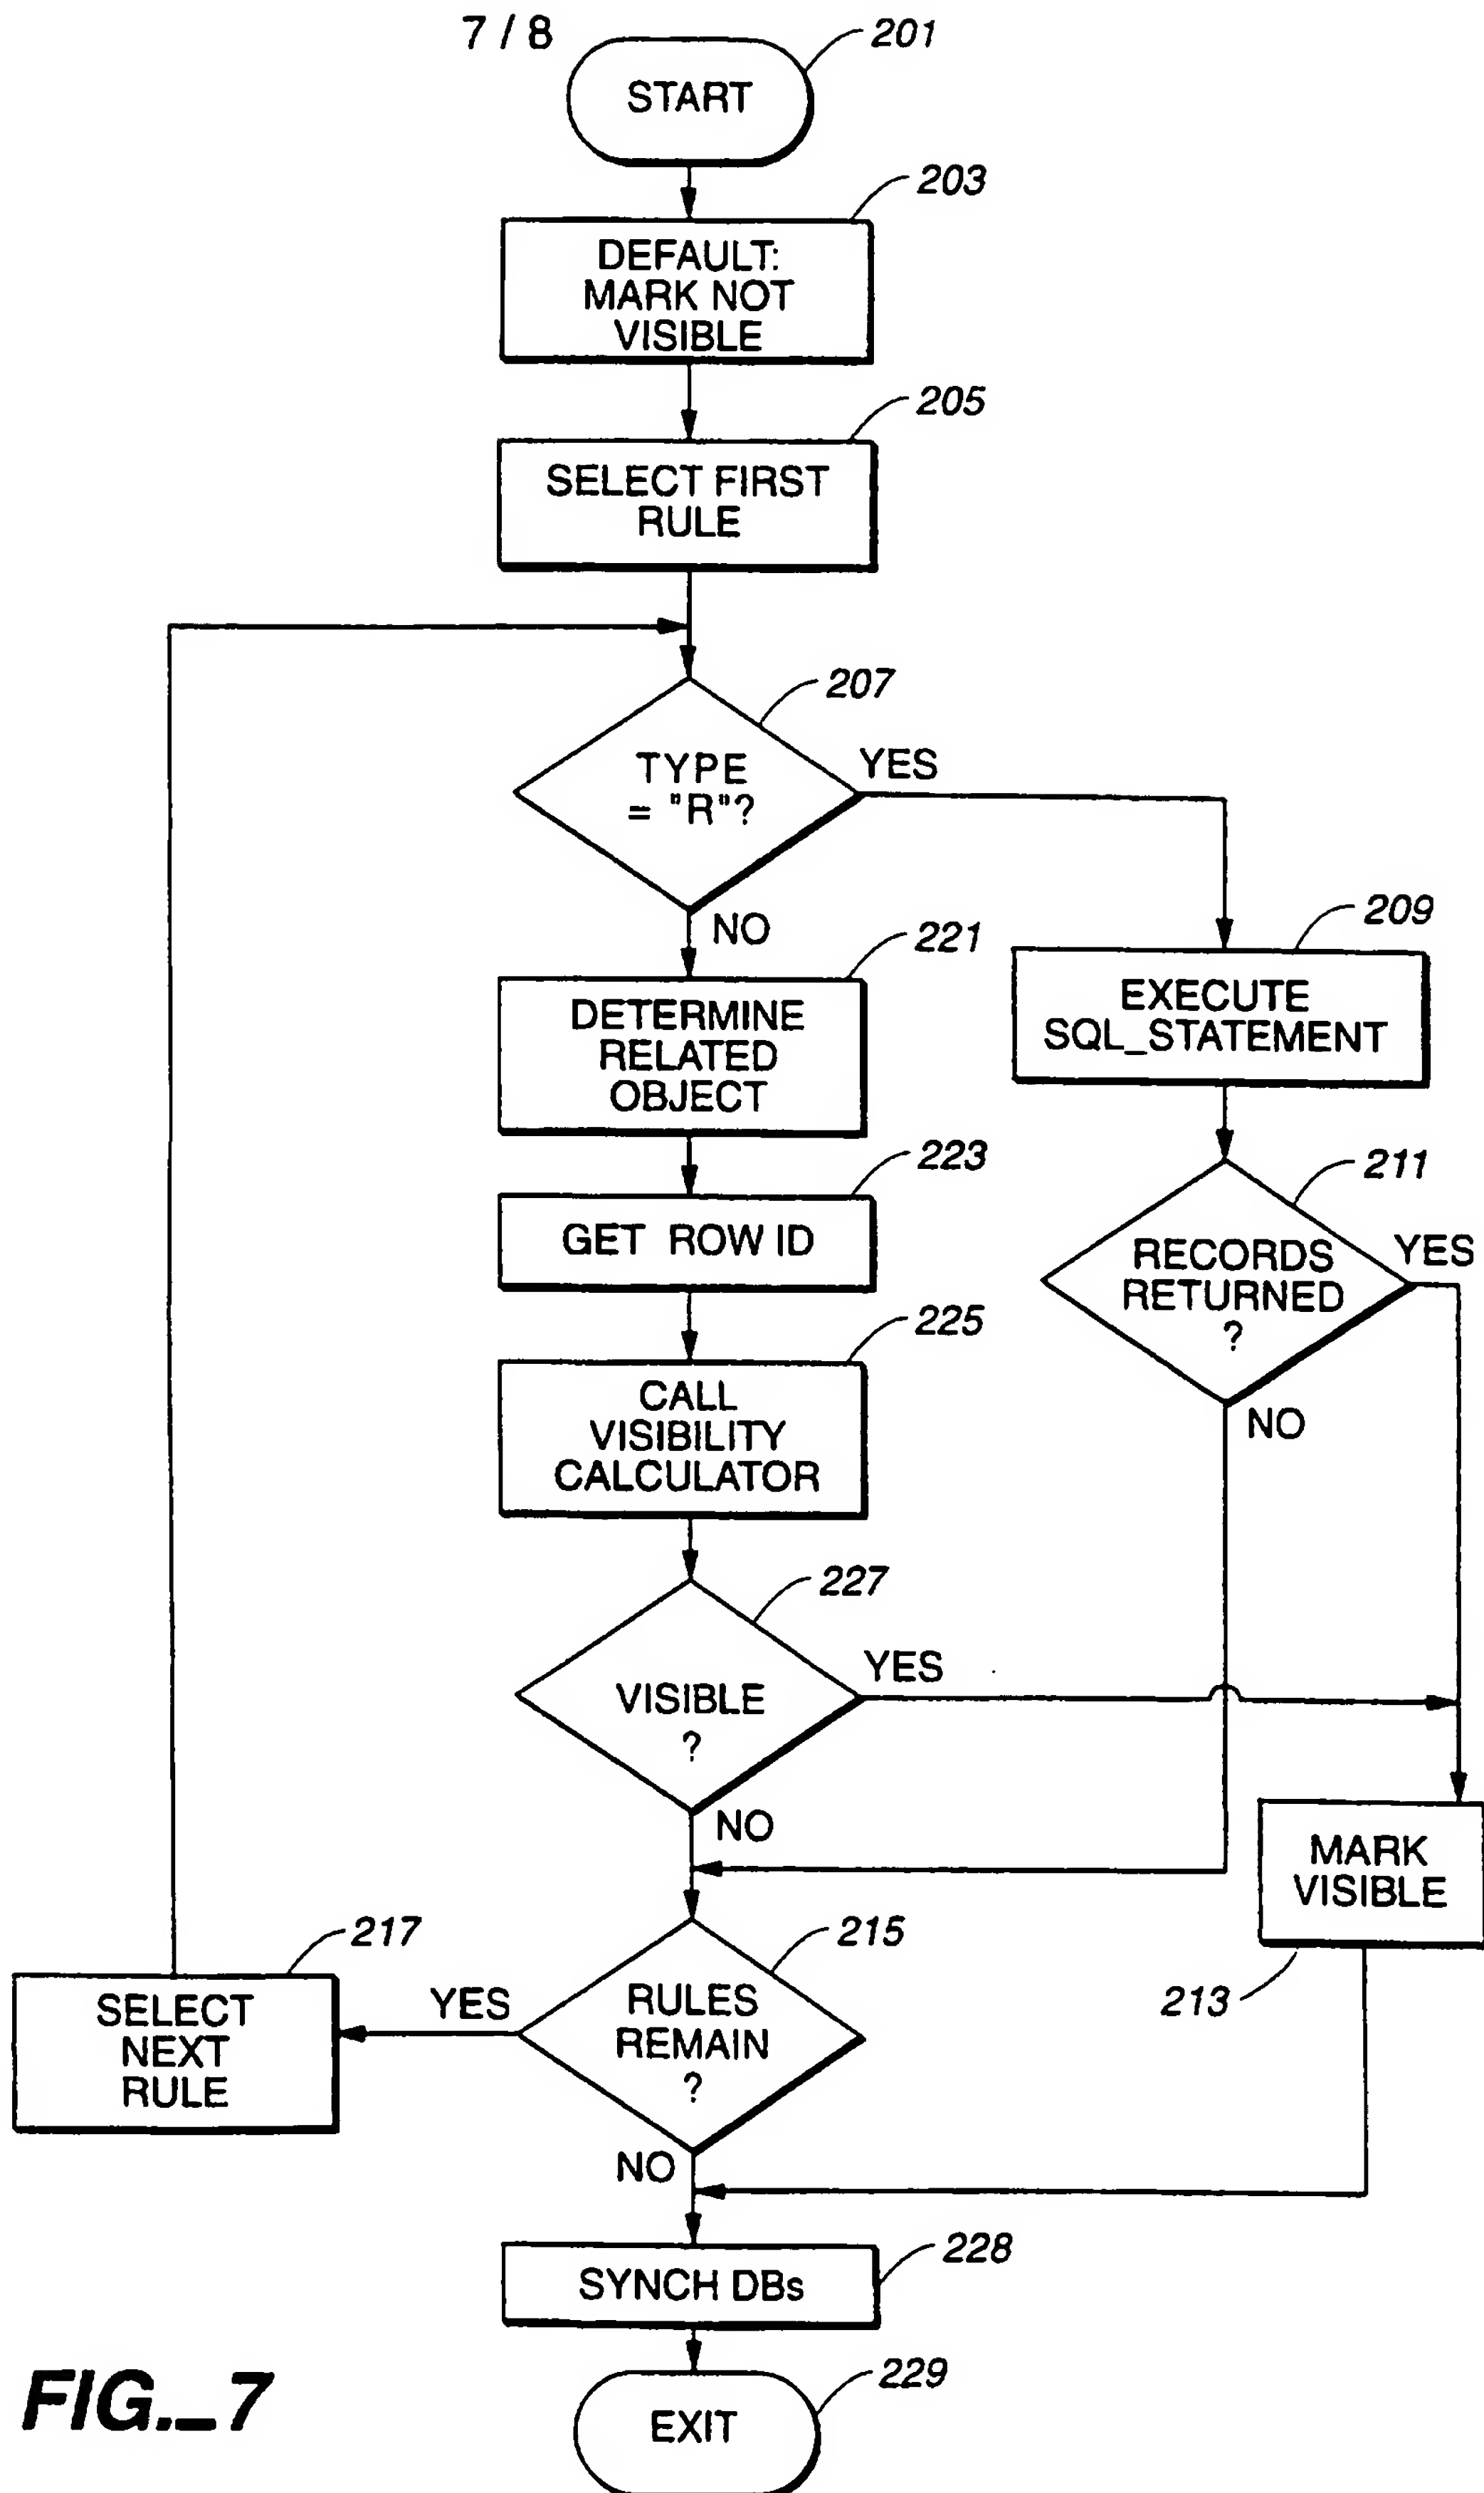 7 / 8
201
START
203
DEFAULT:
MARK NOT
VISIBLE
205
SELECT FIRST
RULE
207
TYPE
= "R"?
YES
NO
209
EXECUTE
SQL_STATEMENT
221
DETERMINE
RELATED
OBJECT
211
RECORDS
RETURNED
?
YES
NO
223
GET ROW ID
225
CALL
VISIBILITY
CALCULATOR
227
VISIBLE
?
YES
NO
MARK
VISIBLE
213
215
RULES
REMAIN
?
YES
NO
217
SELECT
NEXT
RULE
228
SYNCH DBs
229
EXIT
FIG._7